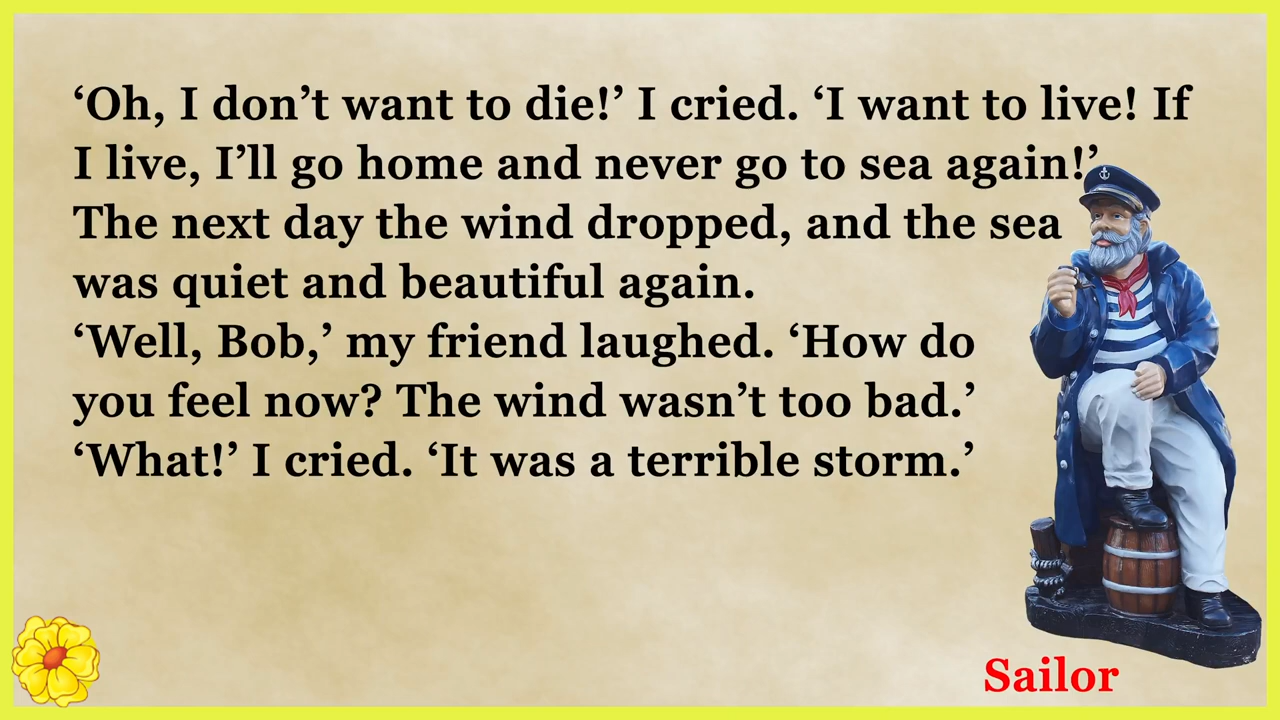 ‘Oh, I don’t want to die!’ I cried. ‘I want to live! If
I live, I’ll go home and never go to sea again!’
The next day the wind dropped, and the sea
was quiet and beautiful again.
‘Well, Bob,’ my friend laughed. ‘How do
you feel now? The wind wasn’t too bad.’
‘What!’ I cried. ‘It was a terrible storm.’
Sailor